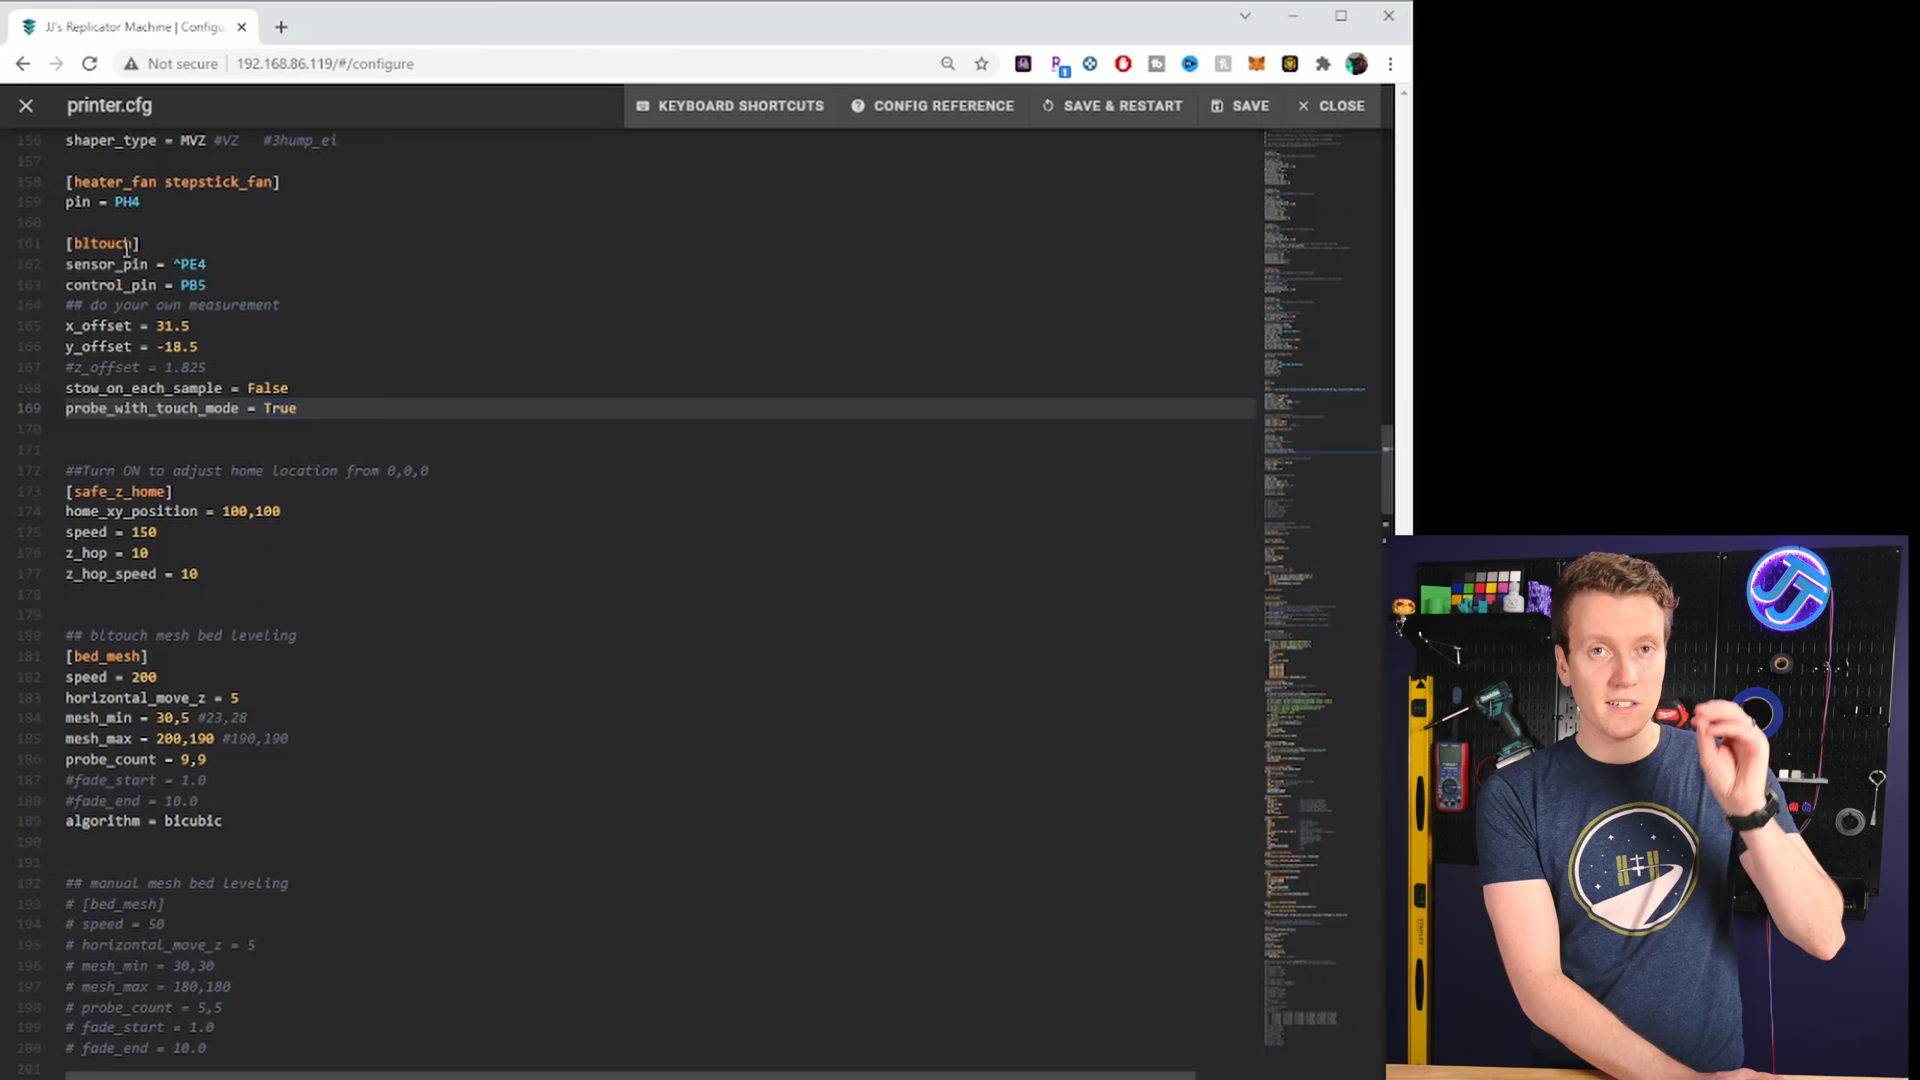 JJ's Replicator Machine | Configu
Not secure
192.168.86.119/#/configure
printer.cfg
KEYBOARD SHORTCUTS
CONFIG REFERENCE
SAVE & RESTART
SAVE
CLOSE
156 shaper_type = MVZ #VZ #3hump_ei
157
158 [heater_fan stepstick_fan]
159 pin = PH4
160
161 [bltouch]
162 sensor_pin = ^PE4
163 control_pin = PB5
164 ## do your own measurement
165 x_offset = 31.5
166 y_offset = -18.5
167 #z_offset = 1.825
168 stow_on_each_sample = False
169 probe_with_touch_mode = True
170
171
172 ##Turn ON to adjust home location from 0,0,0
173 [safe_z_home]
174 home_xy_position = 100,100
175 speed = 150
176 z_hop = 10
177 z_hop_speed = 10
178
179
180 ## bltouch mesh bed leveling
181 [bed_mesh]
182 speed = 200
183 horizontal_move_z = 5
184 mesh_min = 30,5 #23,28
185 mesh_max = 200,190 #190,190
186 probe_count = 9,9
187 #fade_start = 1.0
188 #fade_end = 10.0
189 algorithm = bicubic
190
191
192 ## manual mesh bed leveling
193 # [bed_mesh]
194 # speed = 50
195 # horizontal_move_z = 5
196 # mesh_min = 30,30
197 # mesh_max = 180,180
198 # probe_count = 5,5
199 # fade_start = 1.0
200 # fade_end = 10.0
201
JJ